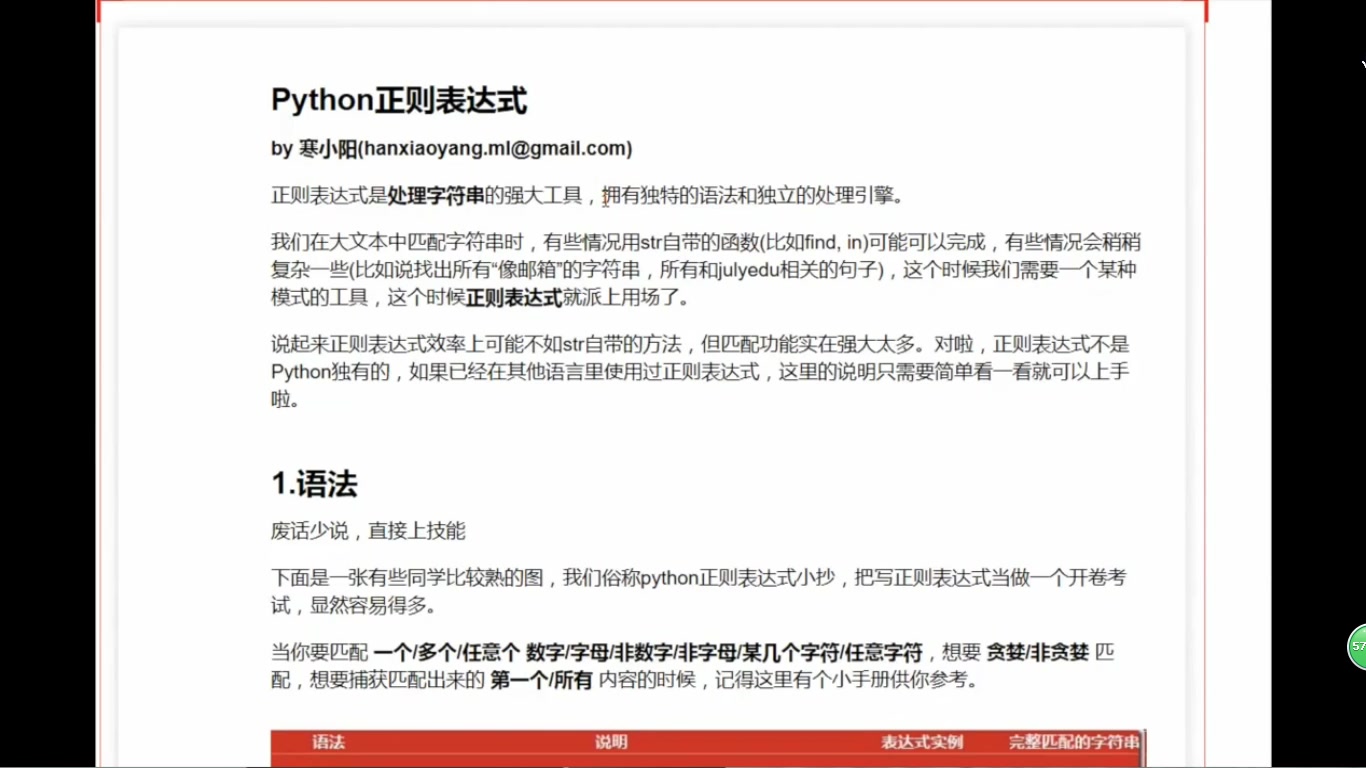 Python正则表达式
by 寒小阳(hanxiaoyang.ml@gmail.com)
正则表达式是处理字符串的强大工具，拥有独特的语法和独立的处理引擎。
我们在大文本中匹配字符串时，有些情况用str自带的函数(比如find, in)可能可以完成，有些情况会稍稍
复杂一些(比如说找出所有“像邮箱”的字符串，所有和julyedu相关的句子)，这个时候我们需要一个某种
模式的工具，这个时候正则表达式就派上用场了。
说起来正则表达式效率上可能不如str自带的方法，但匹配功能实在强大太多。对啦，正则表达式不是
Python独有的，如果已经在其他语言里使用过正则表达式，这里的说明只需要简单看一看就可以上手
啦。
1.语法
废话少说，直接上技能
下面是一张有些同学比较熟的图，我们俗称python正则表达式小抄，把写正则表达式当做一个开卷考
试，显然容易得多。
当你要匹配 一个/多个/任意个 数字/字母/非数字/非字母/某几个字符/任意字符，想要 贪婪/非贪婪 匹
配，想要捕获匹配出来的 第一个/所有 内容的时候，记得这里有个小手册供你参考。
语法 说明 表达式实例 完整匹配的字符串
57